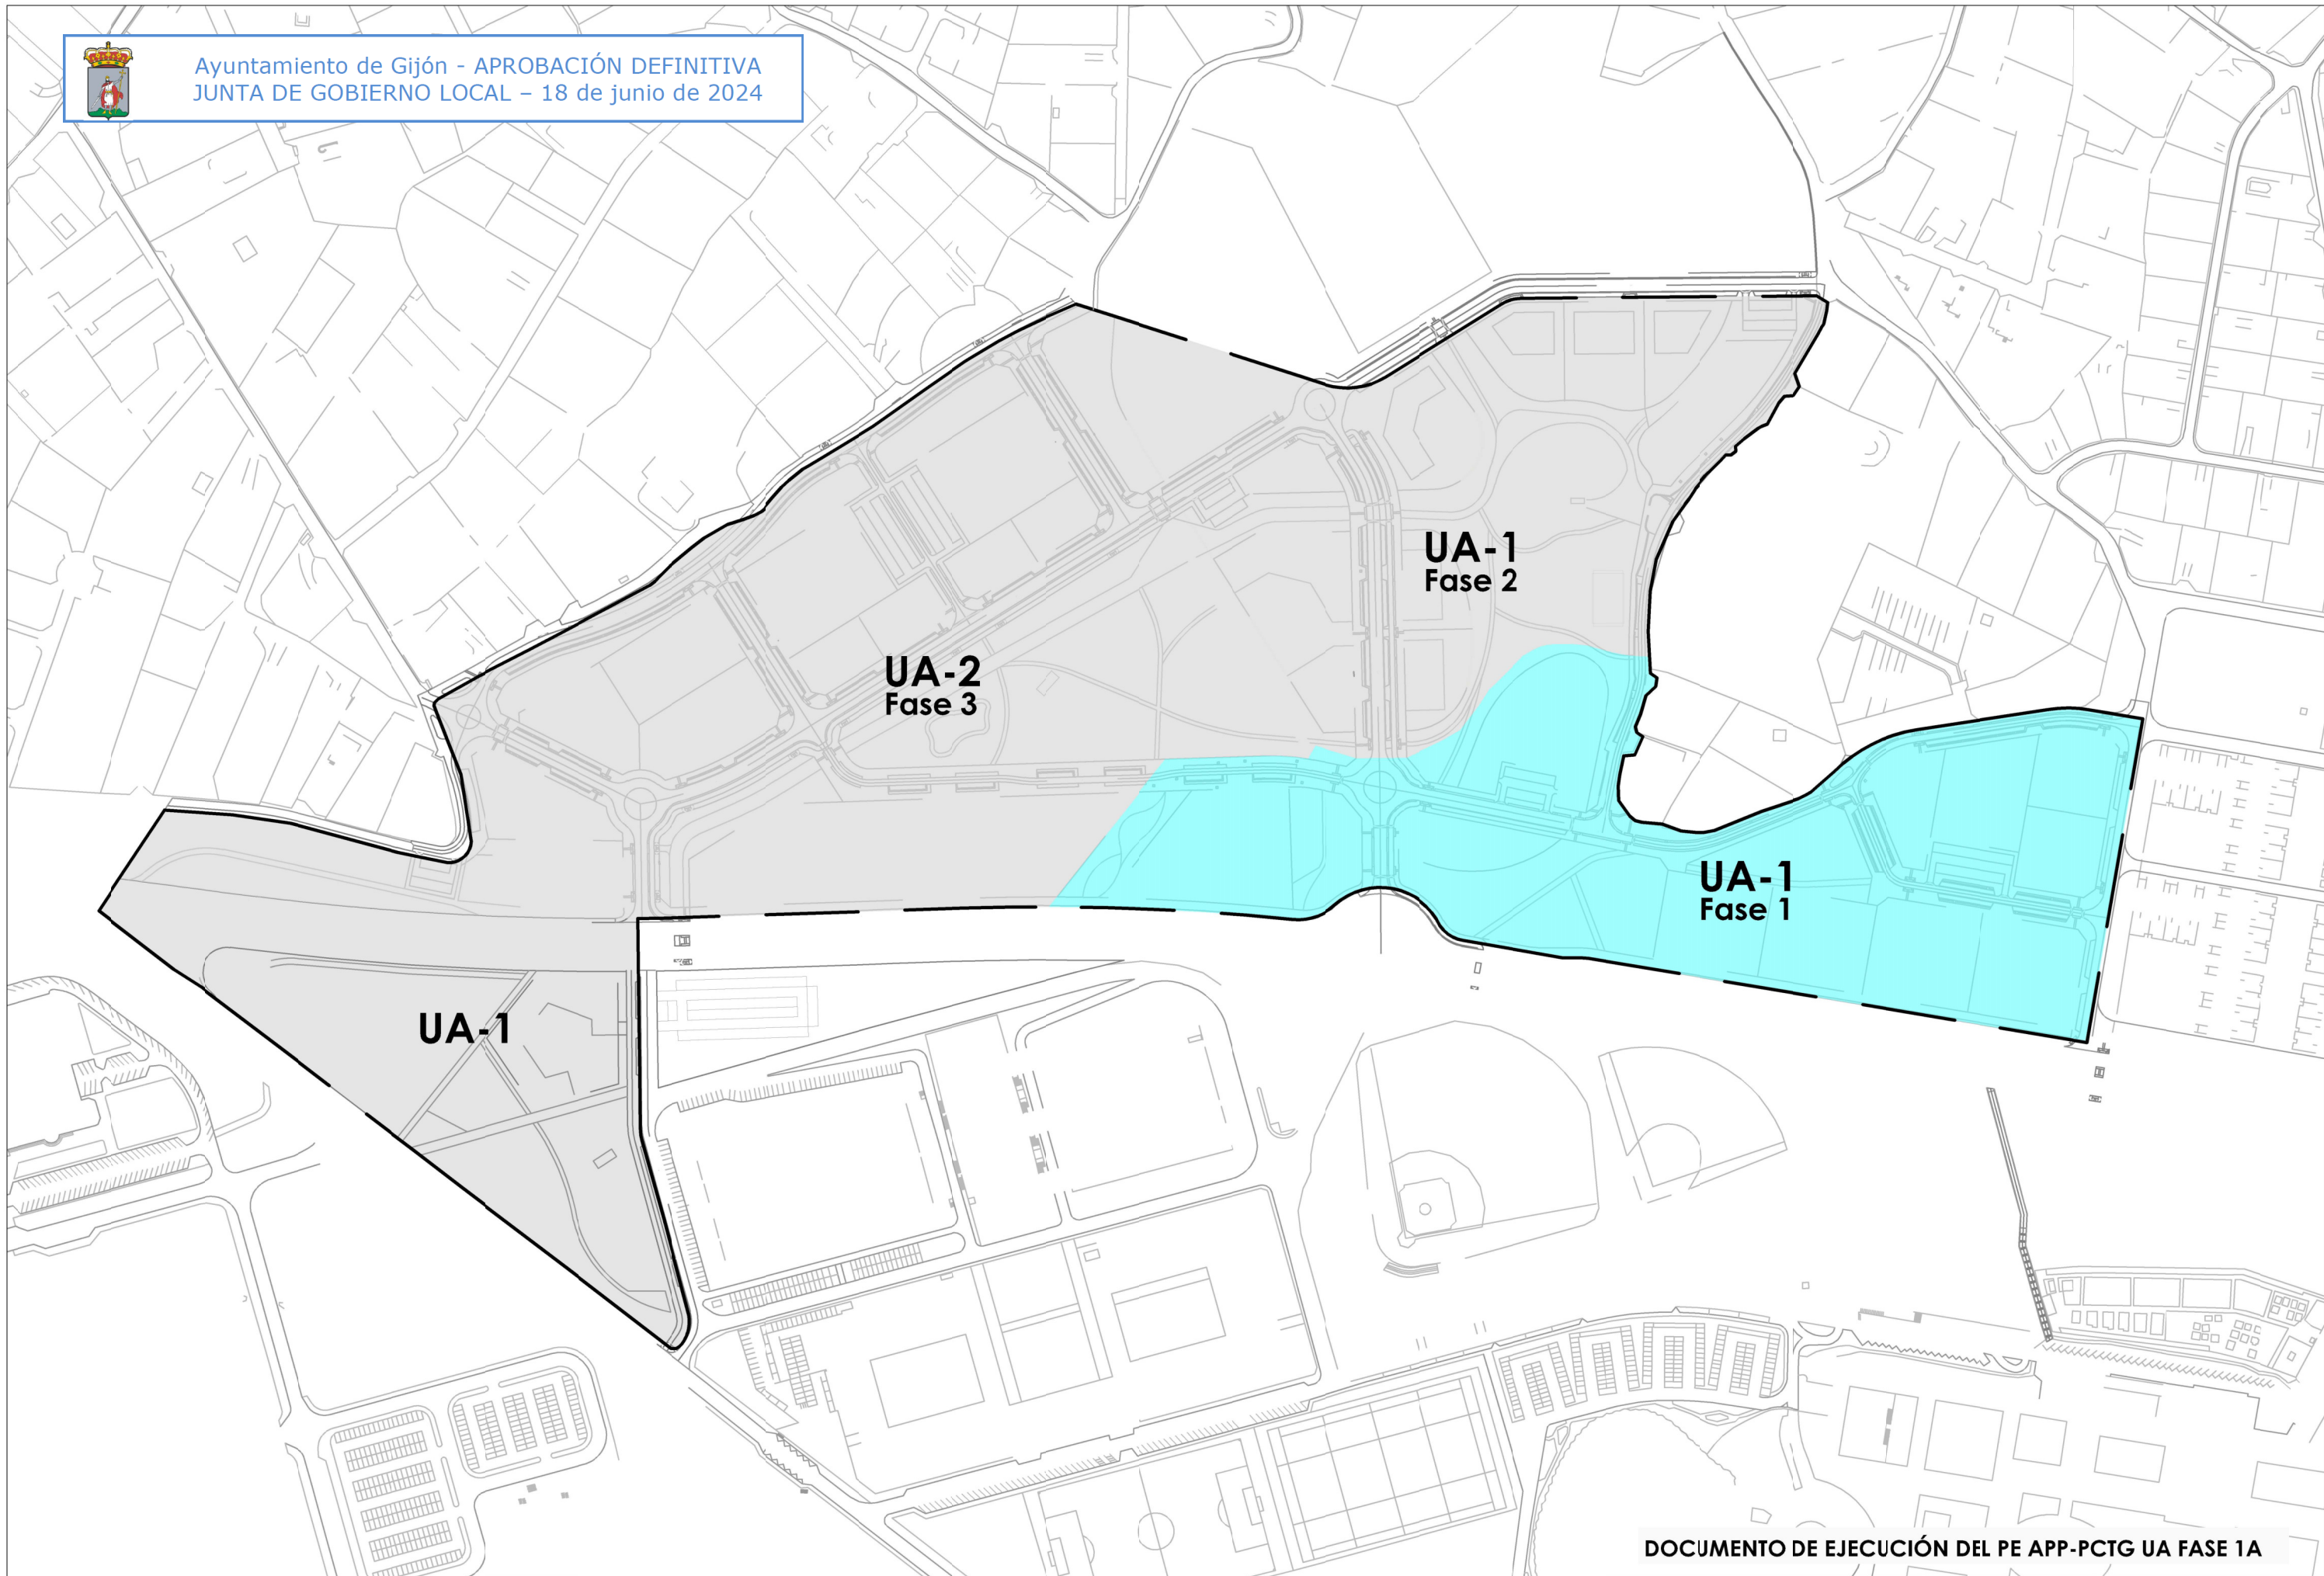 Ayuntamiento de Gijón - APROBACIÓN DEFINITIVA
JUNTA DE GOBIERNO LOCAL – 18 de junio de 2024
UA-1
Fase 2
UA-2
Fase 3
UA-1
Fase 1
UA-1
DOCUMENTO DE EJECUCIÓN DEL PE APP-PCTG UA FASE 1A